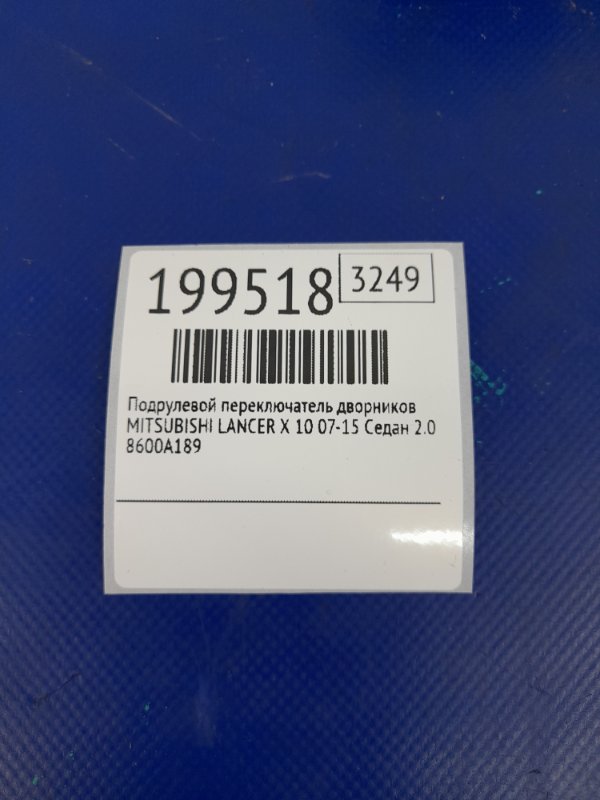 199518 3249
Подрулевой переключатель дворников
MITSUBISHI LANCER X 10 07-15 Седан 2.0
8600A189